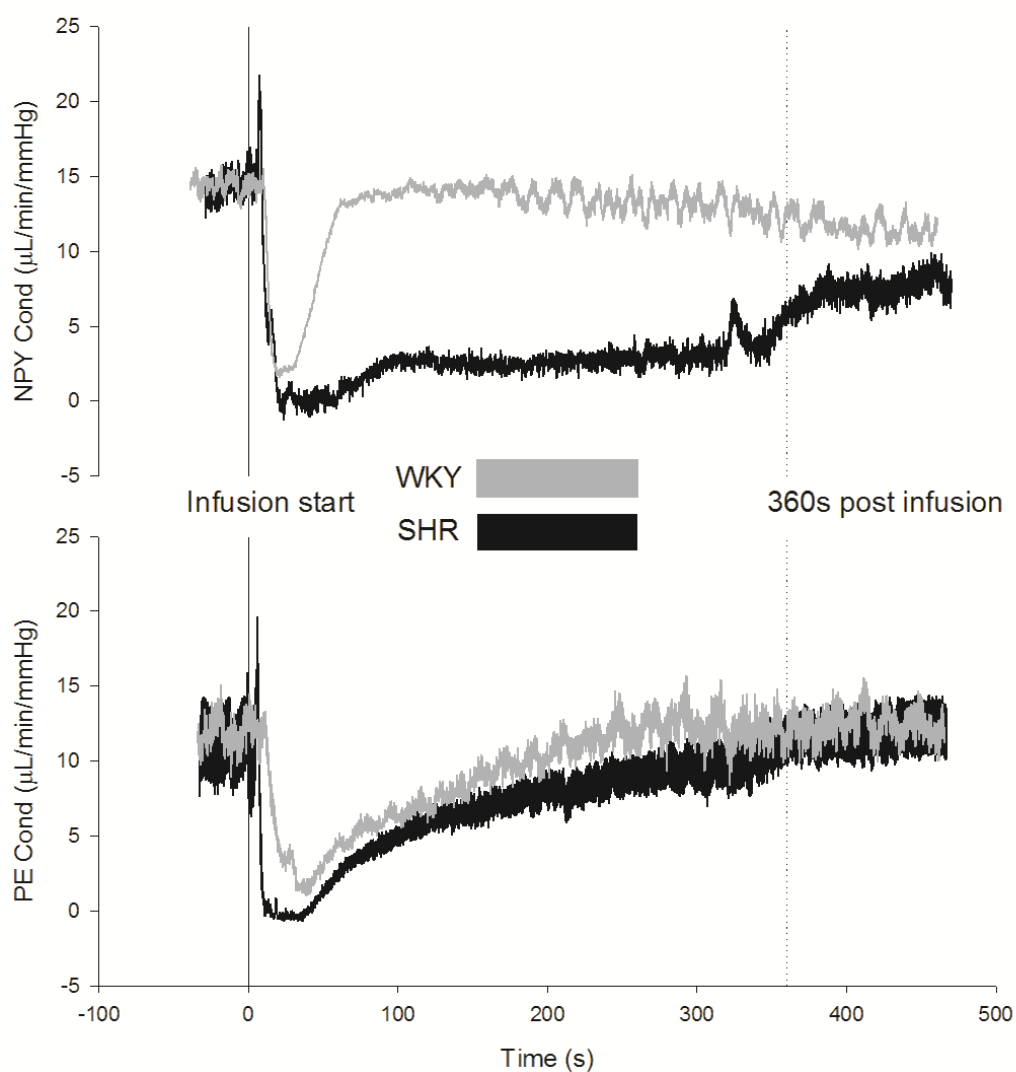 25
20
15
10
5
0
-5
NPY Cond (μL/min/mmHg)
WKY
Infusion start
360s post infusion
SHR
25
20
15
10
5
0
-5
PE Cond (μL/min/mmHg)
-100 0 100 200 300 400 500
Time (s)